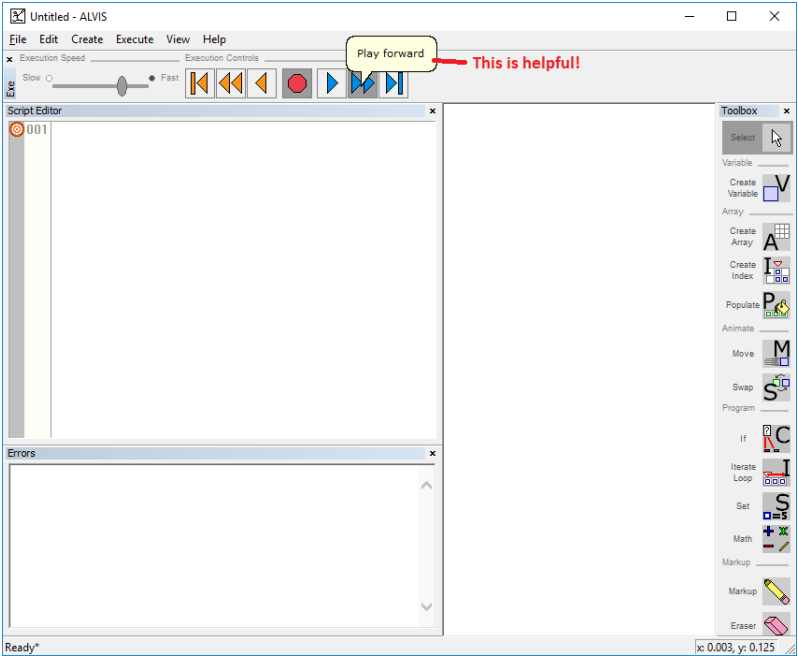 Untitled - ALVIS
File Edit Create Execute View Help
Execution Speed
Execution Controls
Play forward
This is helpful!
Exe
Slow
Fast
Script Editor
001
Errors
Toolbox
Select
Variable
Create
Variable
V
Array
Create
Array
A
Create
Index
I
Populate
P
Animate
Move
M
Swap
S
Program
If
? C
Iterate
Loop
I
Set
S
=5
Math
Markup
Markup
Eraser
Ready*
x: 0.003, y: 0.125